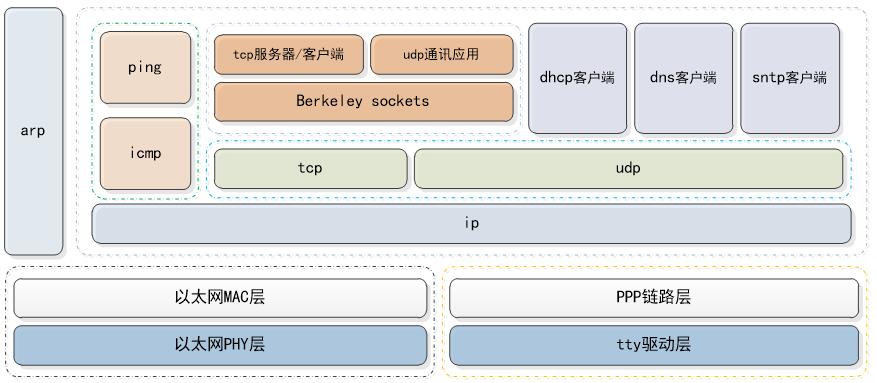 arp
ping
icmp
tcp服务器/客户端
udp通讯应用
Berkeley sockets
dhcp客户端
dns客户端
sntp客户端
tcp
udp
ip
以太网MAC层
以太网PHY层
PPP链路层
tty驱动层